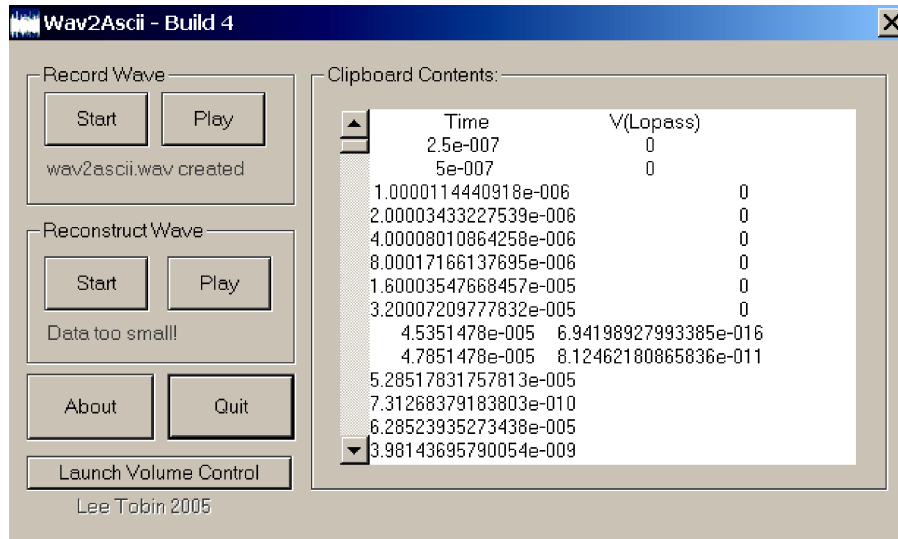 Wav2Ascii - Build 4
Record Wave
Start Play
wav2ascii.wav created
Reconstruct Wave
Start Play
Data too small!
About Quit
Launch Volume Control
Lee Tobin 2005
Clipboard Contents:
Time V(Lopass)
2.5e-007 0
5e-007 0
1.0000114440918e-006 0
2.00003433227539e-006 0
4.00008010864258e-006 0
8.00017166137695e-006 0
1.60003547668457e-005 0
3.20007209777832e-005 0
4.5351478e-005 6.94198927993385e-016
4.7851478e-005 8.12462180865836e-011
5.28517831757813e-005
7.31268379183803e-010
6.28523935273438e-005
3.98143695790054e-009